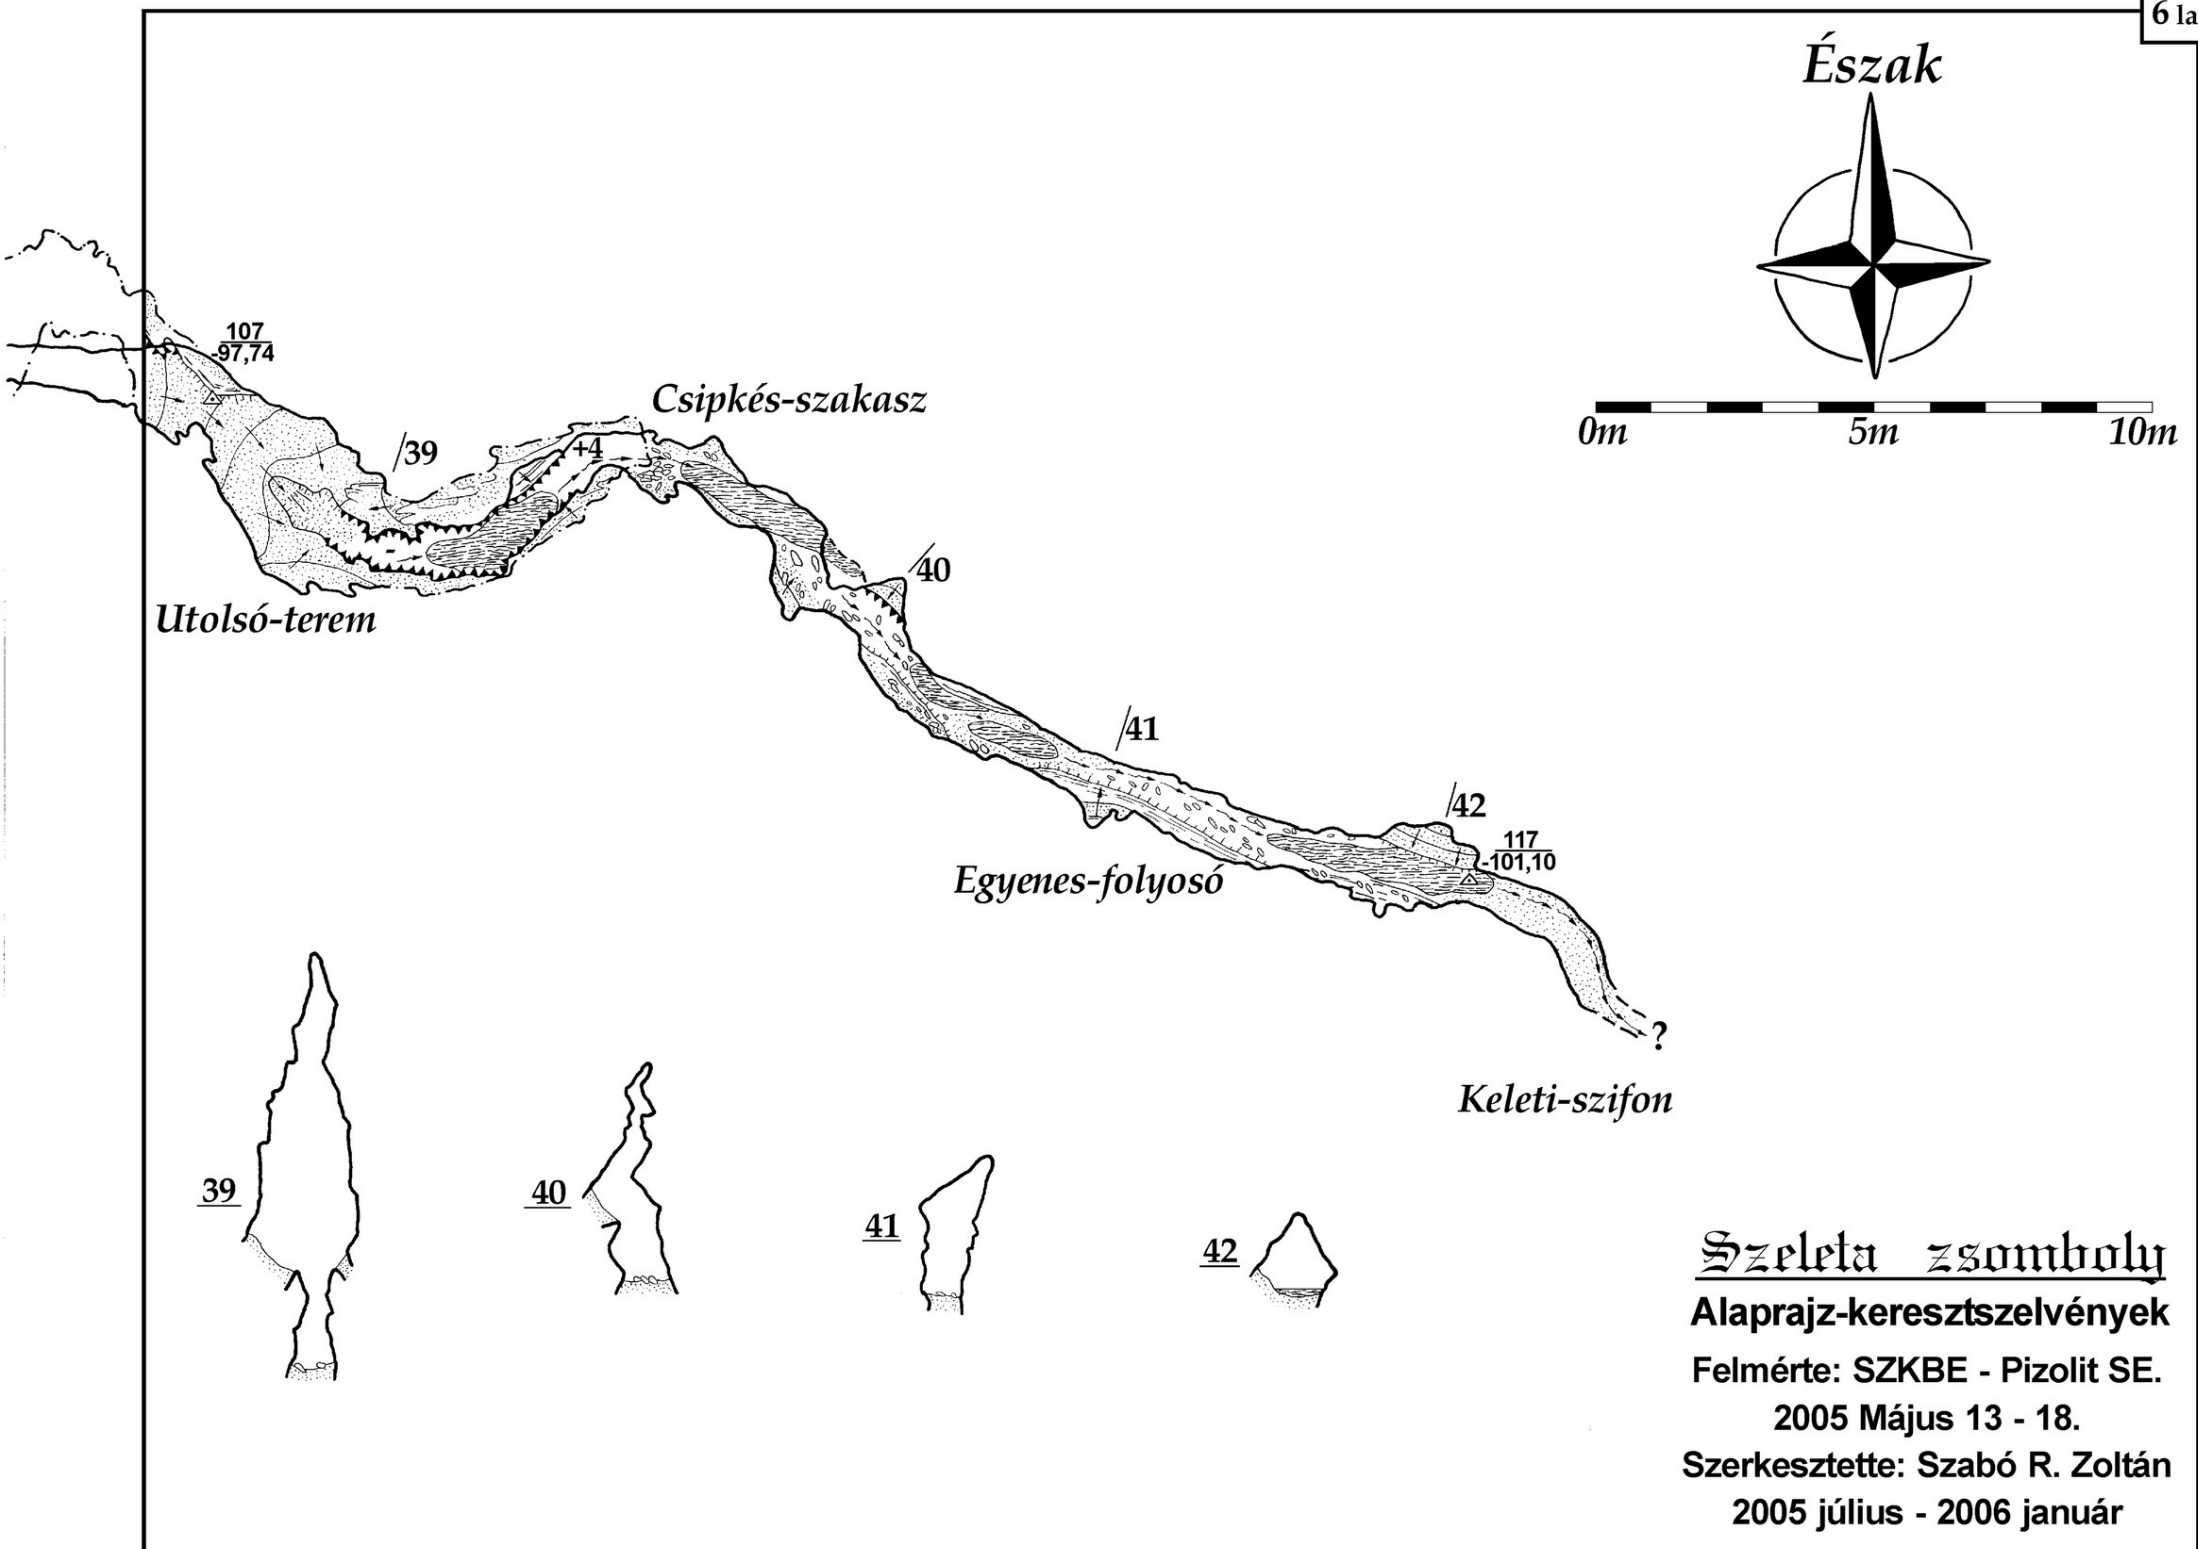 6 la
Észak
0m 5m 10m
107
-97,74
Csipkés-szakasz
39
+4
-
40
Utolsó-terem
41
42
117
-101,10
Egyenes-folyosó
?
Keleti-szifon
39
40
41
42
Szeleta zsomboly
Alaprajz-keresztszelvények
Felmérte: SZKBE - Pizolit SE.
2005 Május 13 - 18.
Szerkesztette: Szabó R. Zoltán
2005 július - 2006 január